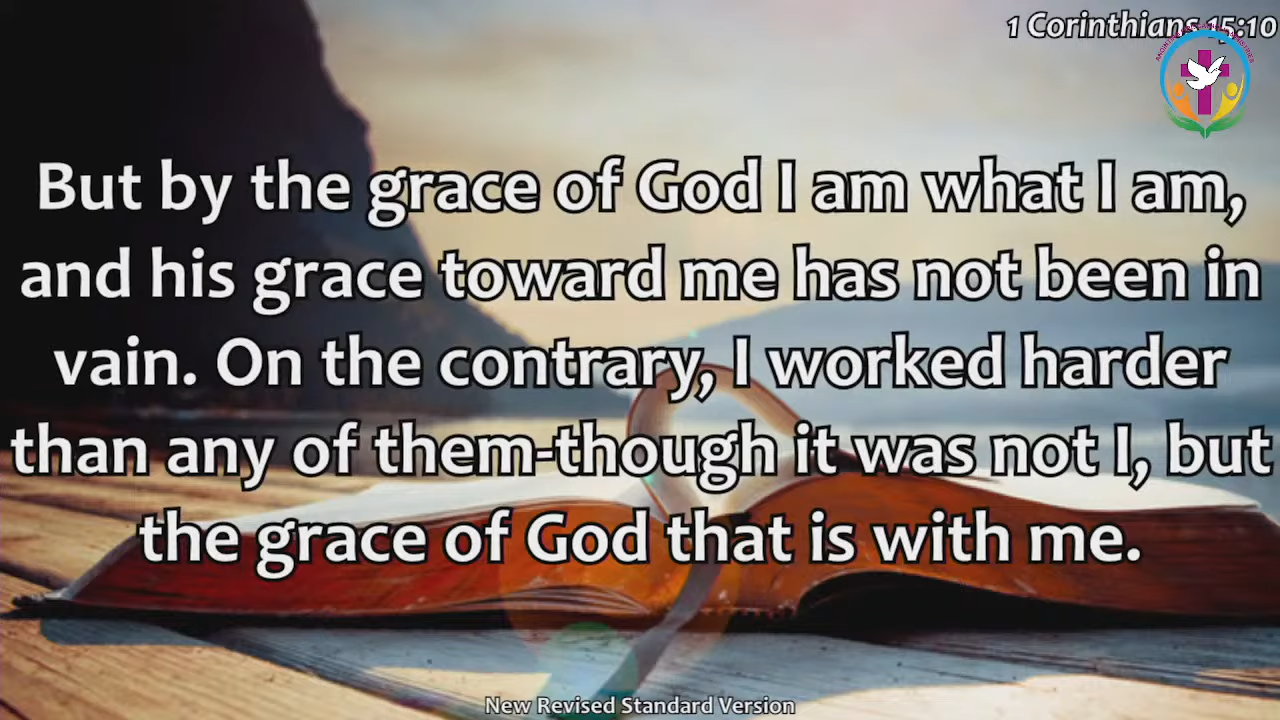 1 Corinthians 15:10
But by the grace of God I am what I am,
and his grace toward me has not been in
vain. On the contrary, I worked harder
than any of them-though it was not I, but
the grace of God that is with me.
New Revised Standard Version